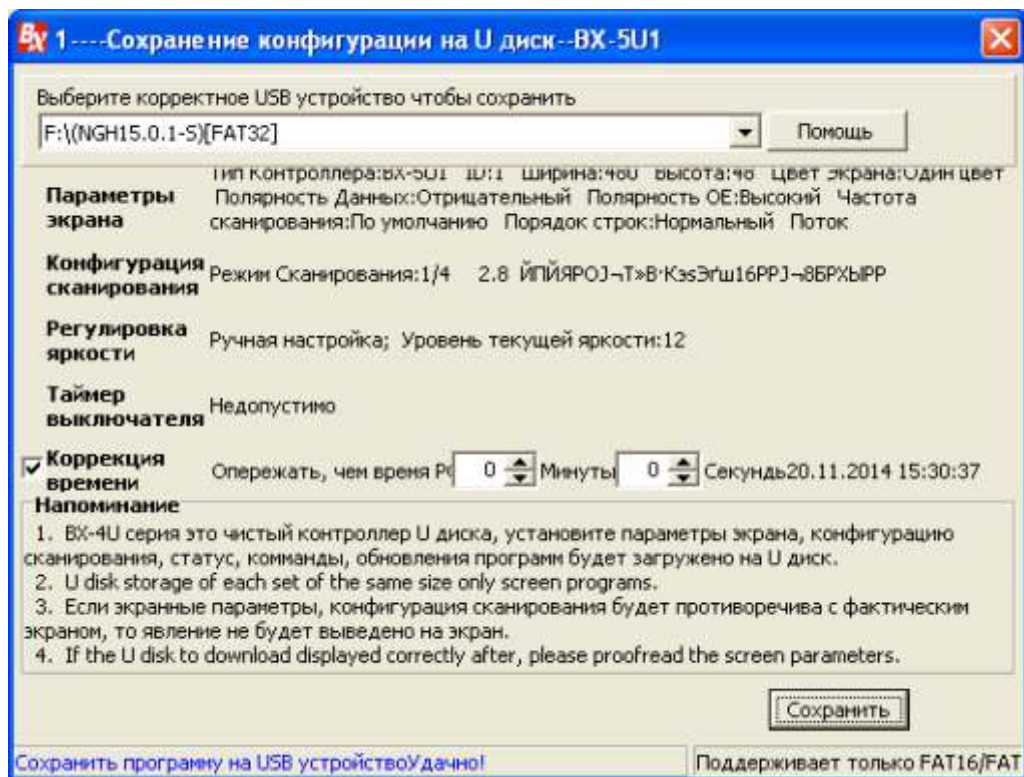 1----Сохранение конфигурации на U диск--BX-5U1
Выберите корректное USB устройство чтобы сохранить
F:\(NGH15.0.1-S)[FAT32]
Помощь
Параметры экрана
Тип Контроллера:BX-5U1 ID:1 Ширина:480 Высота:48 Цвет Экрана:Один цвет
Полярность Данных:Отрицательный Полярность OE:Высокий Частота
сканирования:По умолчанию Порядок строк:Нормальный Поток
Конфигурация сканирования
Режим Сканирования:1/4 2.8
Регулировка яркости
Ручная настройка; Уровень текущей яркости:12
Таймер выключателя
Недопустимо
Коррекция времени
Опережать, чем время 0 Минуты 0 Секундь20.11.2014 15:30:37
Напоминание
1. BX-4U серия это чистый контроллер U диска, установите параметры экрана, конфигурацию
сканирования, статус, комманды, обновления программ будет загружено на U диск.
2. U disk storage of each set of the same size only screen programs.
3. Если экранные параметры, конфигурация сканирования будет противоречива с фактическим
экраном, то явление не будет выведено на экран.
4. If the U disk to download displayed correctly after, please proofread the screen parameters.
Сохранить
Сохранить программу на USB устройствоУдачно!
Поддерживает только FAT16/FAT